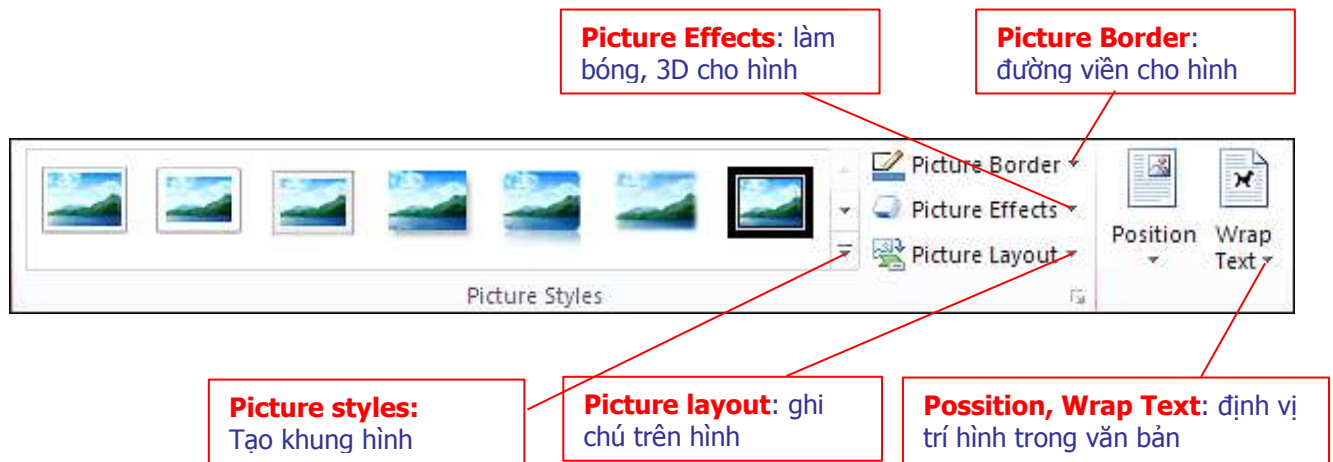 Picture Effects: làm
bóng, 3D cho hình
Picture Border:
đường viền cho hình
Picture Border
Picture Effects
Picture Layout
Position
Wrap
Text
Picture Styles
Picture styles:
Tạo khung hình
Picture layout: ghi
chú trên hình
Possition, Wrap Text: định vị
trí hình trong văn bản